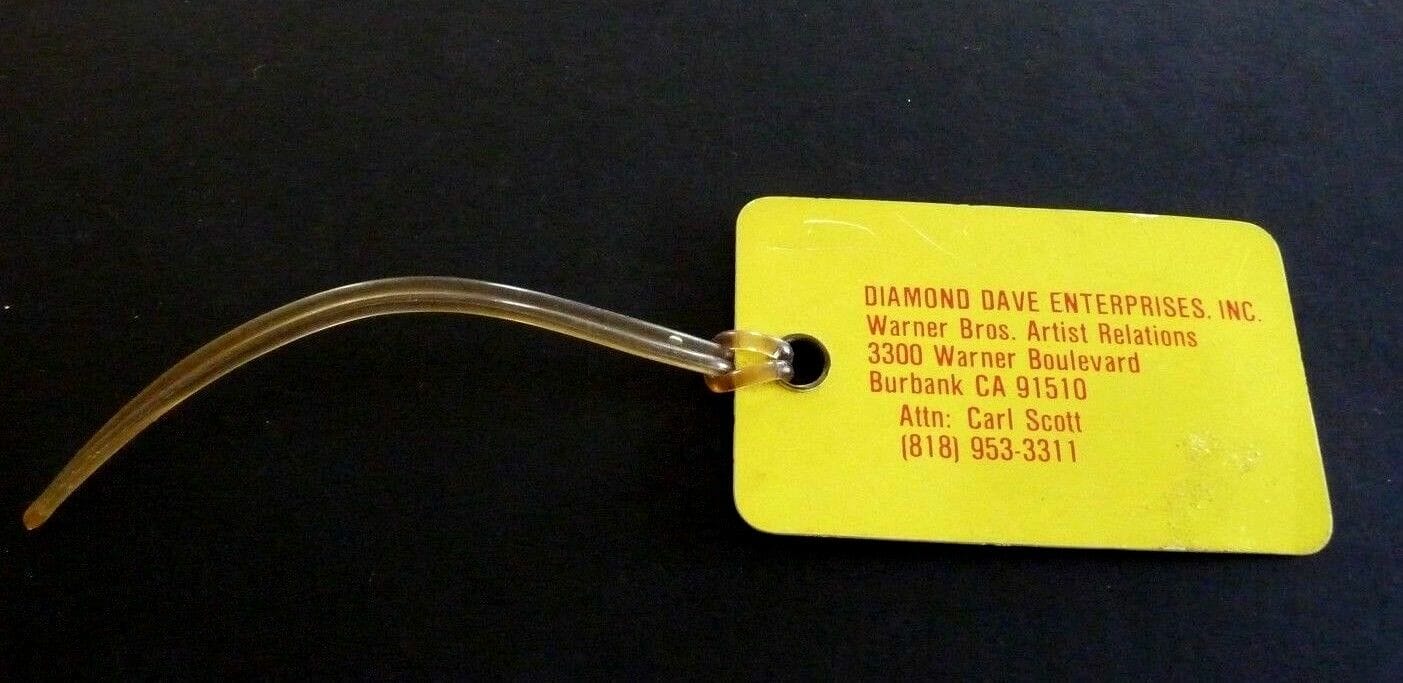 DIAMOND DAVE ENTERPRISES, INC.
Warner Bros. Artist Relations
3300 Warner Boulevard
Burbank CA 91510
Attn: Carl Scott
(818) 953-3311